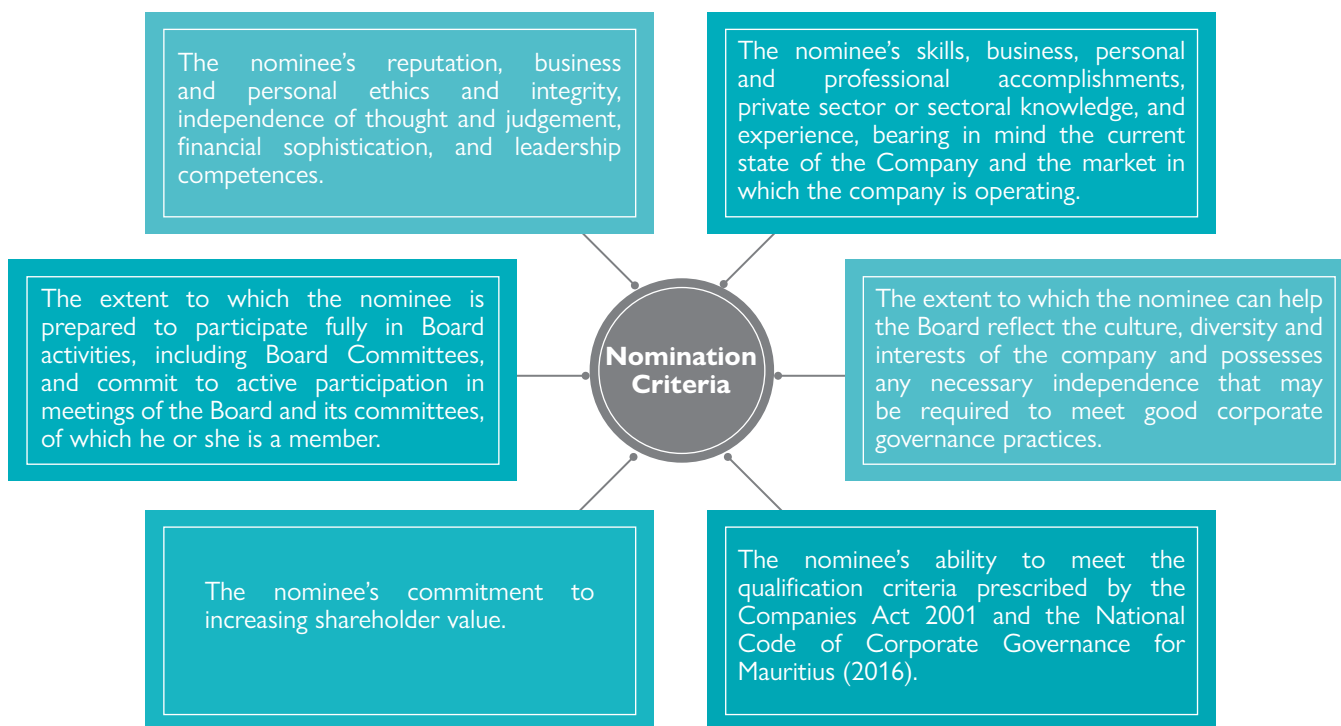 The nominee's reputation, business
and personal ethics and integrity,
independence of thought and judgement,
financial sophistication, and leadership
competences.
The nominee's skills, business, personal
and professional accomplishments,
private sector or sectoral knowledge, and
experience, bearing in mind the current
state of the Company and the market in
which the company is operating.
The extent to which the nominee is
prepared to participate fully in Board
activities, including Board Committees,
and commit to active participation in
meetings of the Board and its committees,
of which he or she is a member.
Nomination
Criteria
The extent to which the nominee can help
the Board reflect the culture, diversity and
interests of the company and possesses
any necessary independence that may
be required to meet good corporate
governance practices.
The nominee's commitment to
increasing shareholder value.
The nominee's ability to meet the
qualification criteria prescribed by the
Companies Act 2001 and the National
Code of Corporate Governance for
Mauritius (2016).